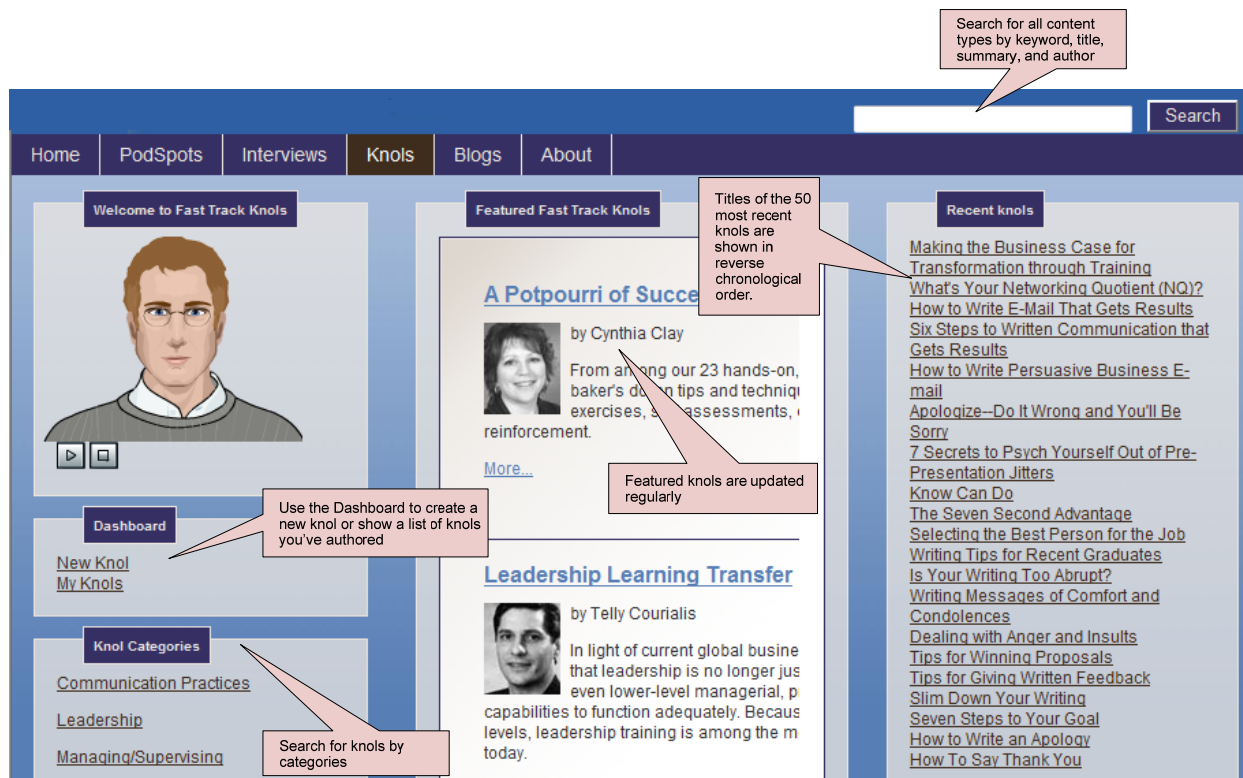 Search for all content
types by keyword, title,
summary, and author
Search
Home PodSpots Interviews Knols Blogs About
Welcome to Fast Track Knols
Dashboard
Use the Dashboard to create a
new knol or show a list of knols
you've authored
New Knol
My Knols
Knol Categories
Communication Practices
Leadership
Managing/Supervising
Search for knols by
categories
Featured Fast Track Knols
A Potpourri of Succe
by Cynthia Clay
From among our 23 hands-on,
baker's tips and techniqu
exercises, assessments,
reinforcement.
More...
Featured knols are updated
regularly
Leadership Learning Transfer
by Telly Courialis
In light of current global busine
that leadership is no longer jus
even lower-level managerial, p
capabilities to function adequately. Becaus
levels, leadership training is among the m
today.
Titles of the 50
most recent
knols are
shown in
reverse
chronological
order.
Recent knols
Making the Business Case for
Transformation through Training
What's Your Networking Quotient (NQ)?
How to Write E-Mail That Gets Results
Six Steps to Written Communication that
Gets Results
How to Write Persuasive Business E-
mail
Apologize--Do It Wrong and You'll Be
Sorry
7 Secrets to Psych Yourself Out of Pre-
Presentation Jitters
Know Can Do
The Seven Second Advantage
Selecting the Best Person for the Job
Writing Tips for Recent Graduates
Is Your Writing Too Abrupt?
Writing Messages of Comfort and
Condolences
Dealing with Anger and Insults
Tips for Winning Proposals
Tips for Giving Written Feedback
Slim Down Your Writing
Seven Steps to Your Goal
How to Write an Apology
How To Say Thank You